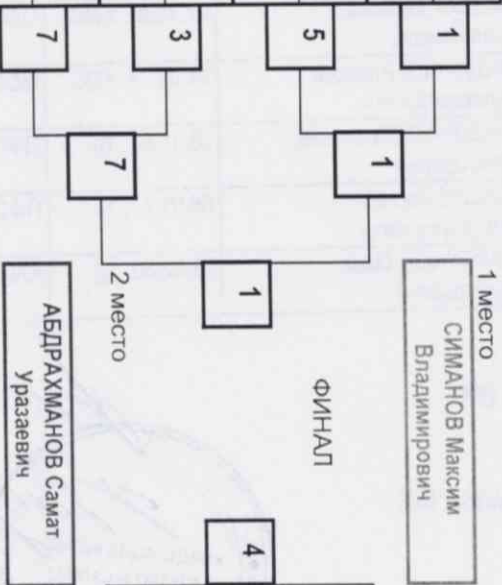 1 место
СИМАНОВ Максим
Владимирович
1
1
5
ФИНАЛ
1
4
3
7
2 место
7
АБДРАХМАНОВ Самат
Уразаевич